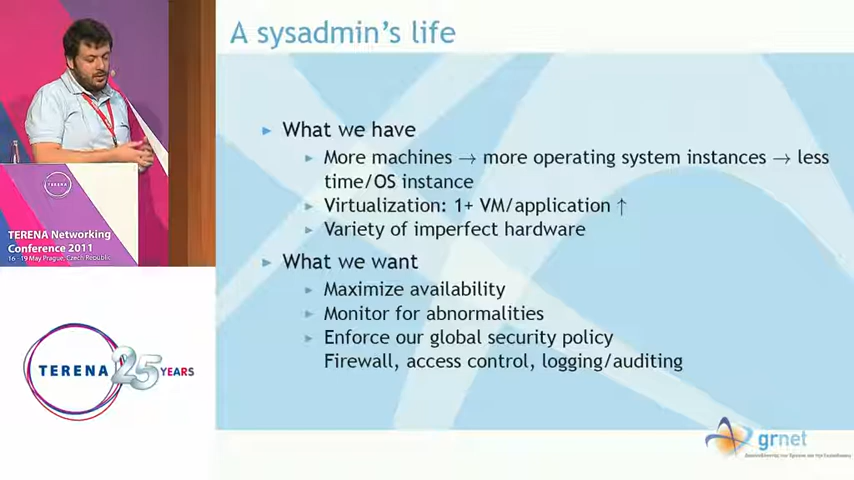 A sysadmin's life
What we have
More machines → more operating system instances → less
time/OS instance
Virtualization: 1+ VM/application ↑
Variety of imperfect hardware
What we want
Maximize availability
Monitor for abnormalities
Enforce our global security policy
Firewall, access control, logging/auditing
TERENA
TERENA Networking
Conference 2011
16 - 19 May Prague, Czech Republic
TERENA 25 YEARS
grnet